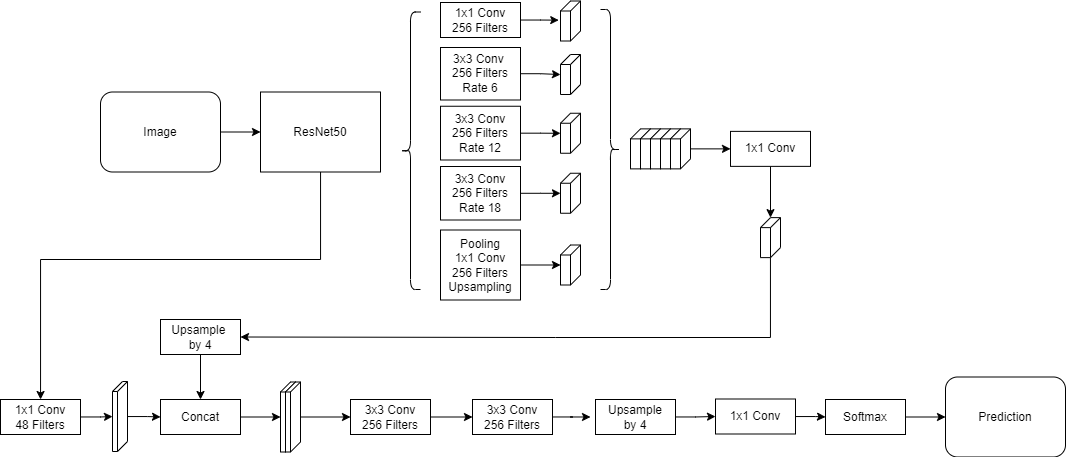 Image
ResNet50
1x1 Conv
256 Filters
3x3 Conv
256 Filters
Rate 6
3x3 Conv
256 Filters
Rate 12
3x3 Conv
256 Filters
Rate 18
Pooling
1x1 Conv
256 Filters
Upsampling
1x1 Conv
Upsample
by 4
1x1 Conv
48 Filters
Concat
3x3 Conv
256 Filters
3x3 Conv
256 Filters
Upsample
by 4
1x1 Conv
Softmax
Prediction